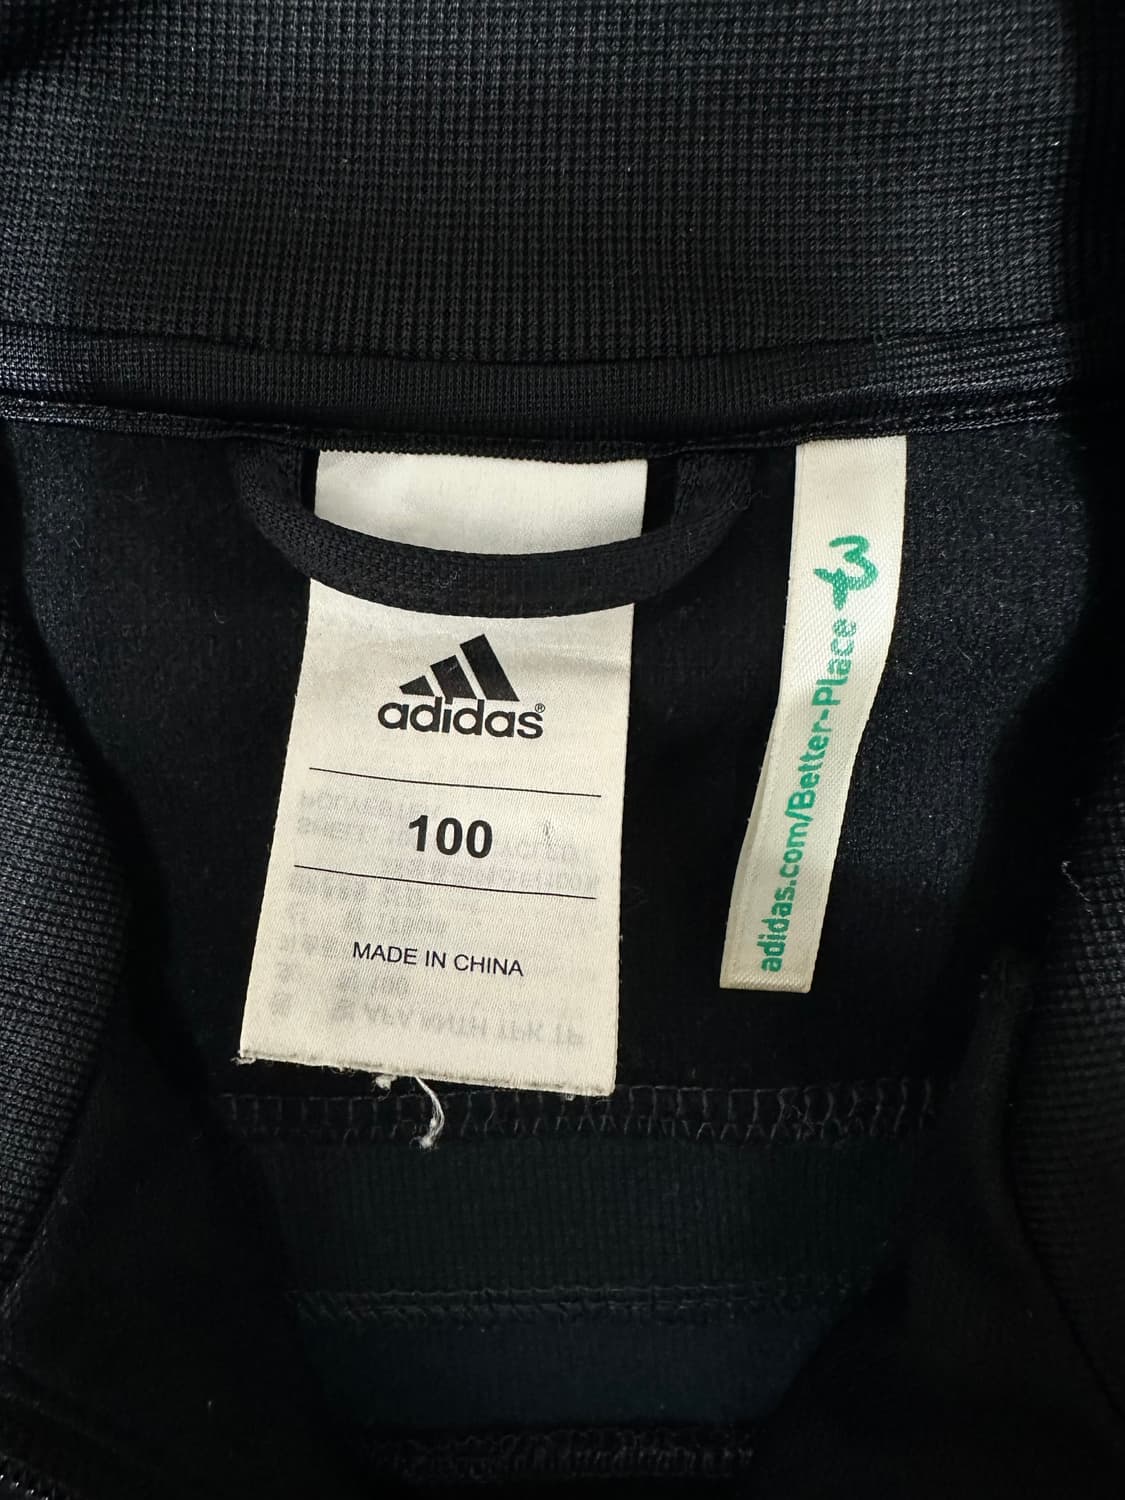 adidas®
100
MADE IN CHINA
adidas.com/Better-Place